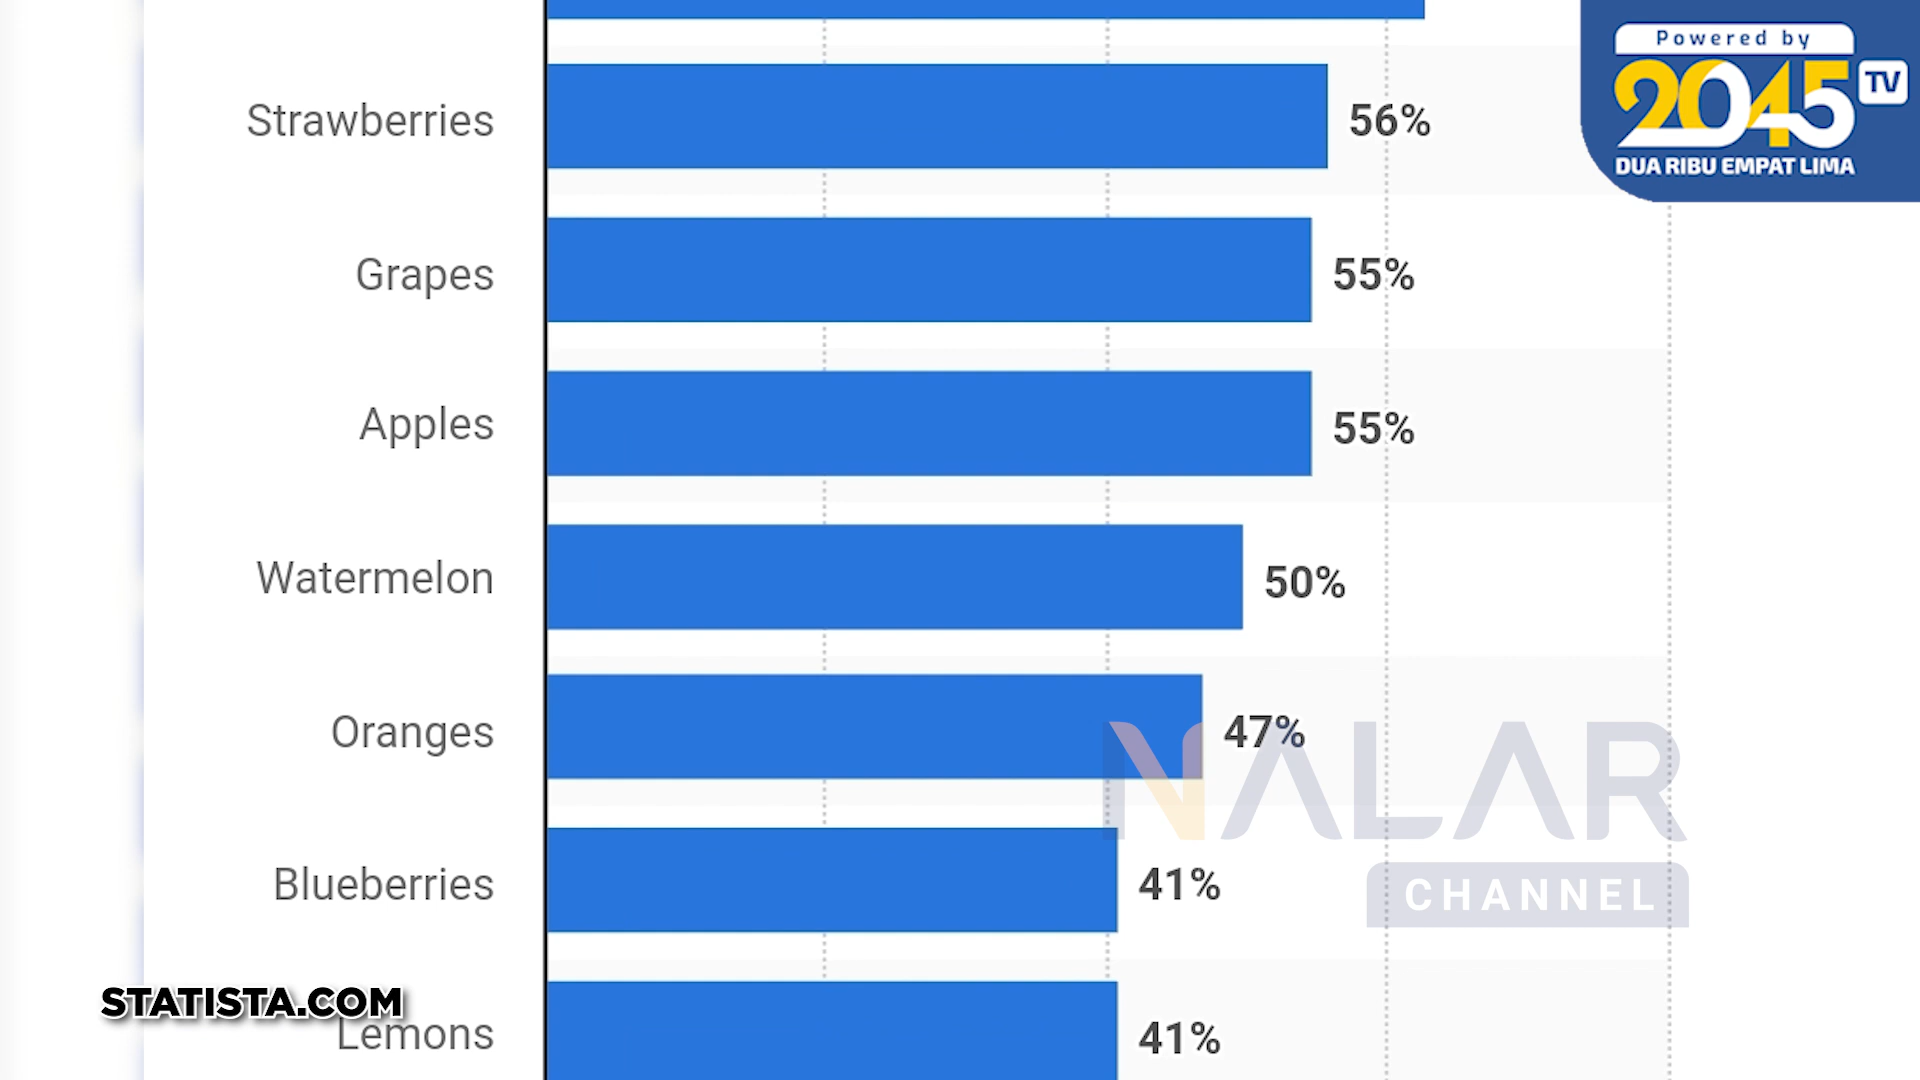 Powered by
2045 TV
DUA RIBU EMPAT LIMA
Strawberries 56%
Grapes 55%
Apples 55%
Watermelon 50%
Oranges 47%
NALAR
CHANNEL
Blueberries 41%
STATISTA.COM
Lemons 41%